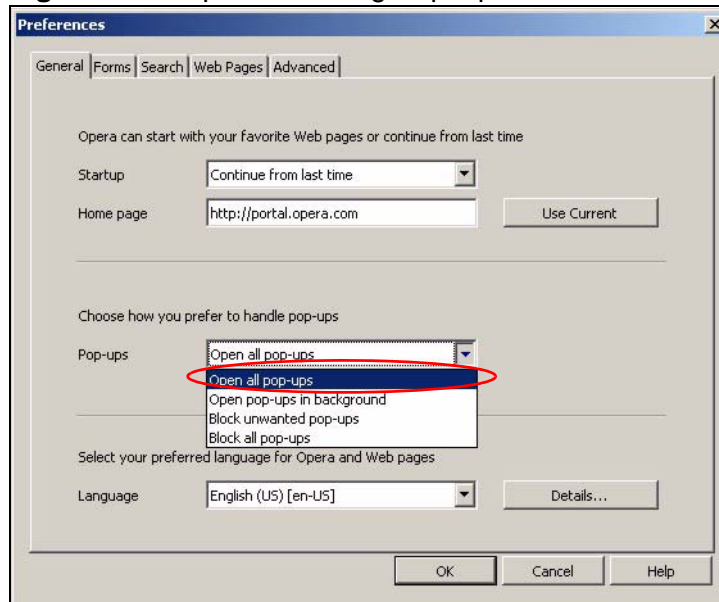 Preferences
General Forms Search Web Pages Advanced
Opera can start with your favorite Web pages or continue from last time
Startup Continue from last time
Home page http://portal.opera.com Use Current
Choose how you prefer to handle pop-ups
Pop-ups Open all pop-ups
Open all pop-ups
Open pop-ups in background
Block unwanted pop-ups
Block all pop-ups
Select your preferred language for Opera and Web pages
Language English (US) [en-US] Details...
OK Cancel Help